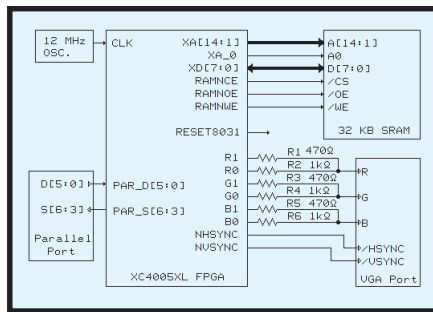 12 MHz
OSC.
CLK
XA[14:1]
A[14:1]
XA_0
A0
XD[7:0]
D[7:0]
RAMNCE
/CS
RAMNOE
/OE
RAMNWE
/WE
RESET8031
32 KB SRAM
R1
R1 470Ω
R0
R2 1kΩ
R
G1
R3 470Ω
G0
R4 1kΩ
G
B1
R5 470Ω
B0
R6 1kΩ
B
D[5:0]
PAR_D[5:0]
S[6:3]
PAR_S[6:3]
Parallel
Port
NHSYNC
/HSYNC
NVSYNC
/VSYNC
XC4005XL FPGA
VGA Port